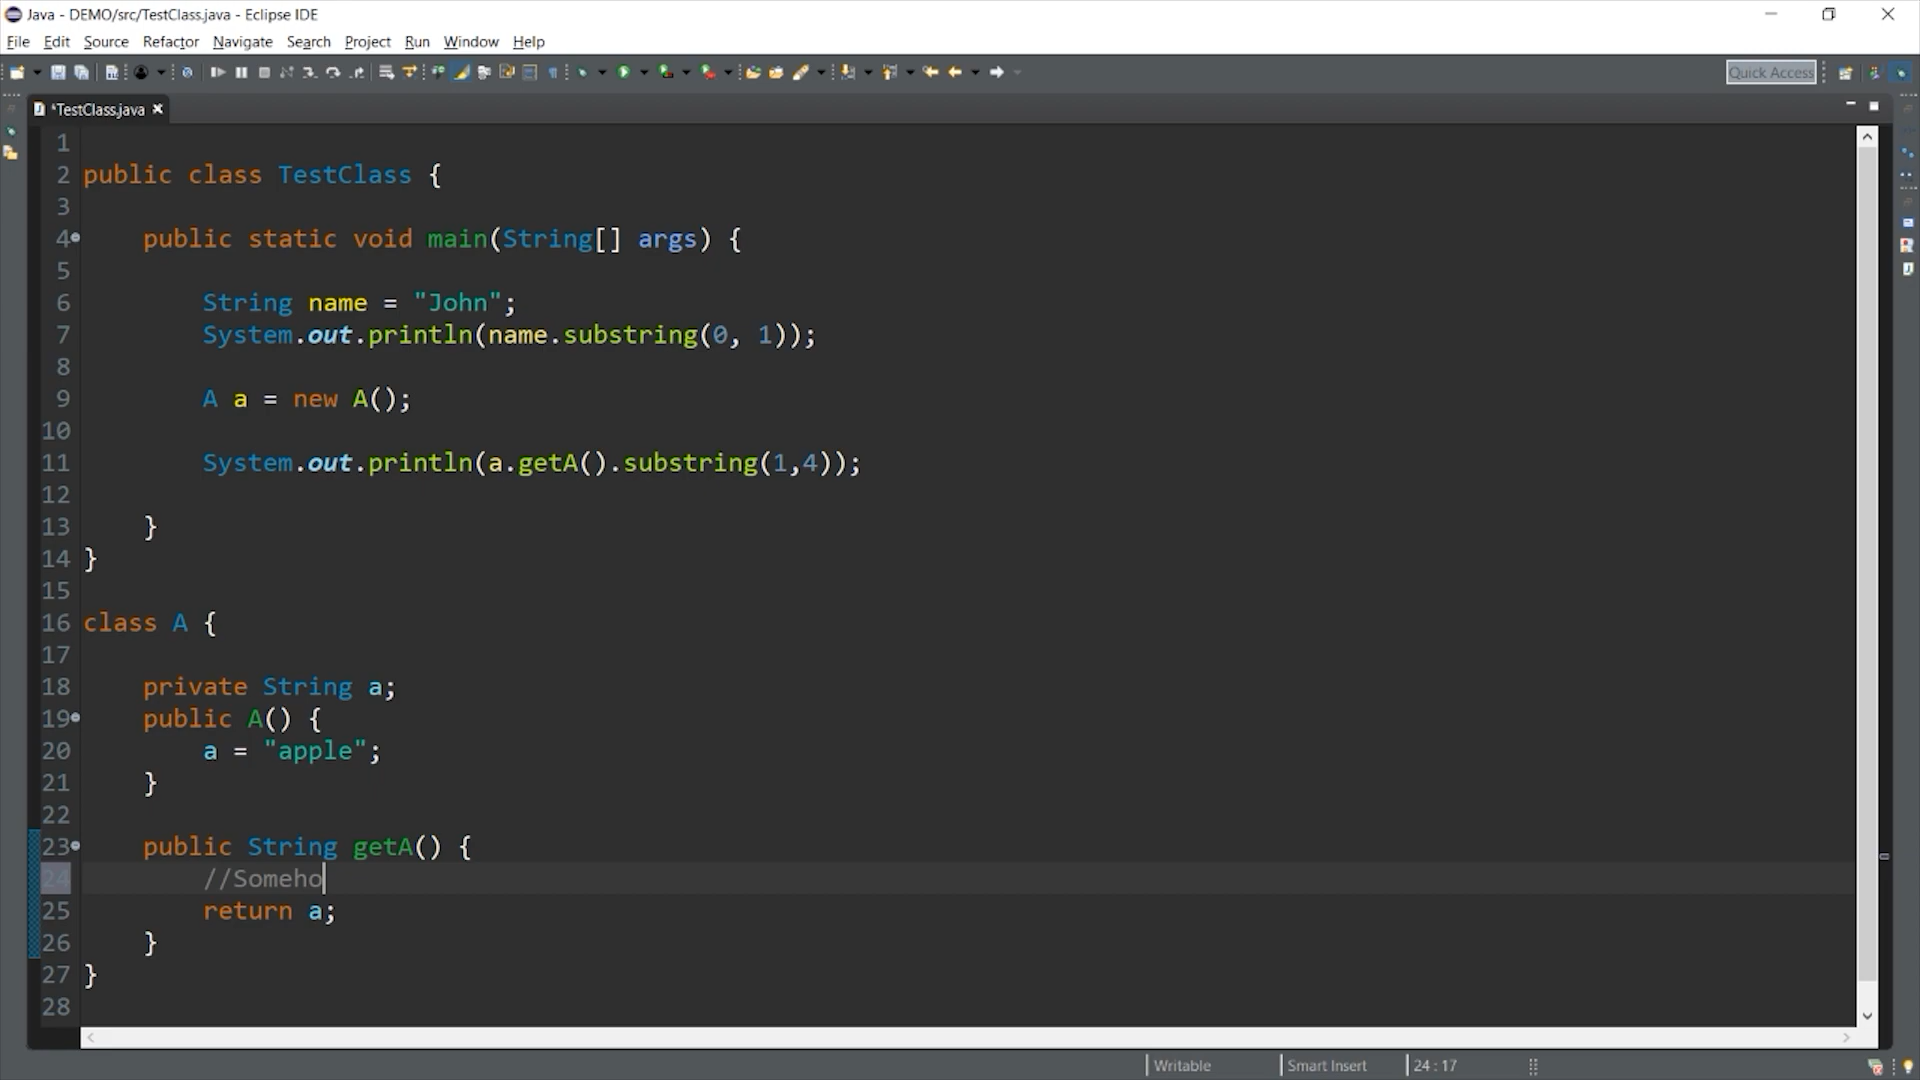 Java - DEMO/src/TestClass.java - Eclipse IDE
File Edit Source Refactor Navigate Search Project Run Window Help
Quick Access
*TestClass.java
1
2 public class TestClass {
3
4 public static void main(String[] args) {
5
6 String name = "John";
7 System.out.println(name.substring(0, 1));
8
9 A a = new A();
10
11 System.out.println(a.getA().substring(1,4));
12
13 }
14 }
15
16 class A {
17
18 private String a;
19 public A() {
20 a = "apple";
21 }
22
23 public String getA() {
24 //Someho
25 return a;
26 }
27 }
28
Writable Smart Insert 24 : 17